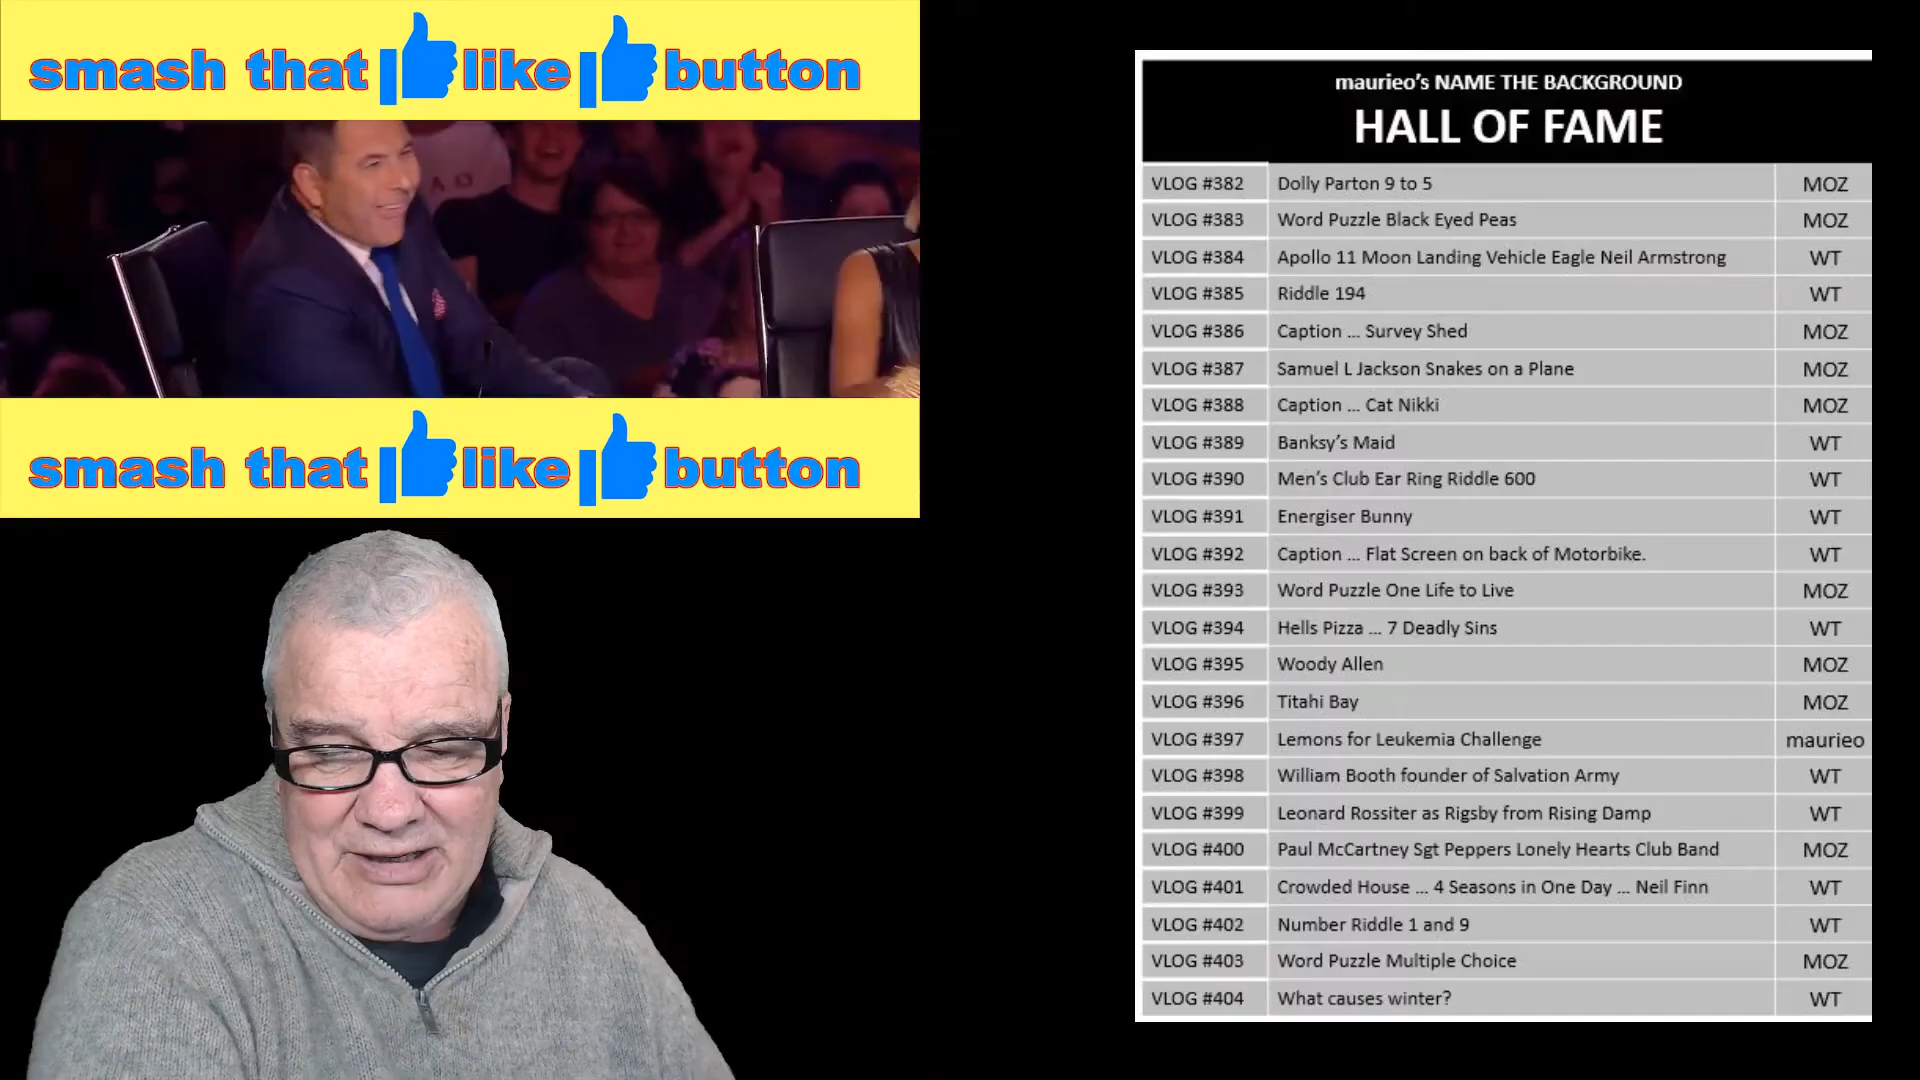 smash that like button
smash that like button
maurieo's NAME THE BACKGROUND
HALL OF FAME
VLOG #382 Dolly Parton 9 to 5 MOZ
VLOG #383 Word Puzzle Black Eyed Peas MOZ
VLOG #384 Apollo 11 Moon Landing Vehicle Eagle Neil Armstrong WT
VLOG #385 Riddle 194 WT
VLOG #386 Caption ... Survey Shed MOZ
VLOG #387 Samuel L Jackson Snakes on a Plane MOZ
VLOG #388 Caption ... Cat Nikki MOZ
VLOG #389 Banksy's Maid WT
VLOG #390 Men's Club Ear Ring Riddle 600 WT
VLOG #391 Energiser Bunny WT
VLOG #392 Caption ... Flat Screen on back of Motorbike. WT
VLOG #393 Word Puzzle One Life to Live MOZ
VLOG #394 Hells Pizza ... 7 Deadly Sins WT
VLOG #395 Woody Allen MOZ
VLOG #396 Titahi Bay MOZ
VLOG #397 Lemons for Leukemia Challenge maurieo
VLOG #398 William Booth founder of Salvation Army WT
VLOG #399 Leonard Rossiter as Rigsby from Rising Damp WT
VLOG #400 Paul McCartney Sgt Peppers Lonely Hearts Club Band MOZ
VLOG #401 Crowded House ... 4 Seasons in One Day ... Neil Finn WT
VLOG #402 Number Riddle 1 and 9 WT
VLOG #403 Word Puzzle Multiple Choice MOZ
VLOG #404 What causes winter? WT